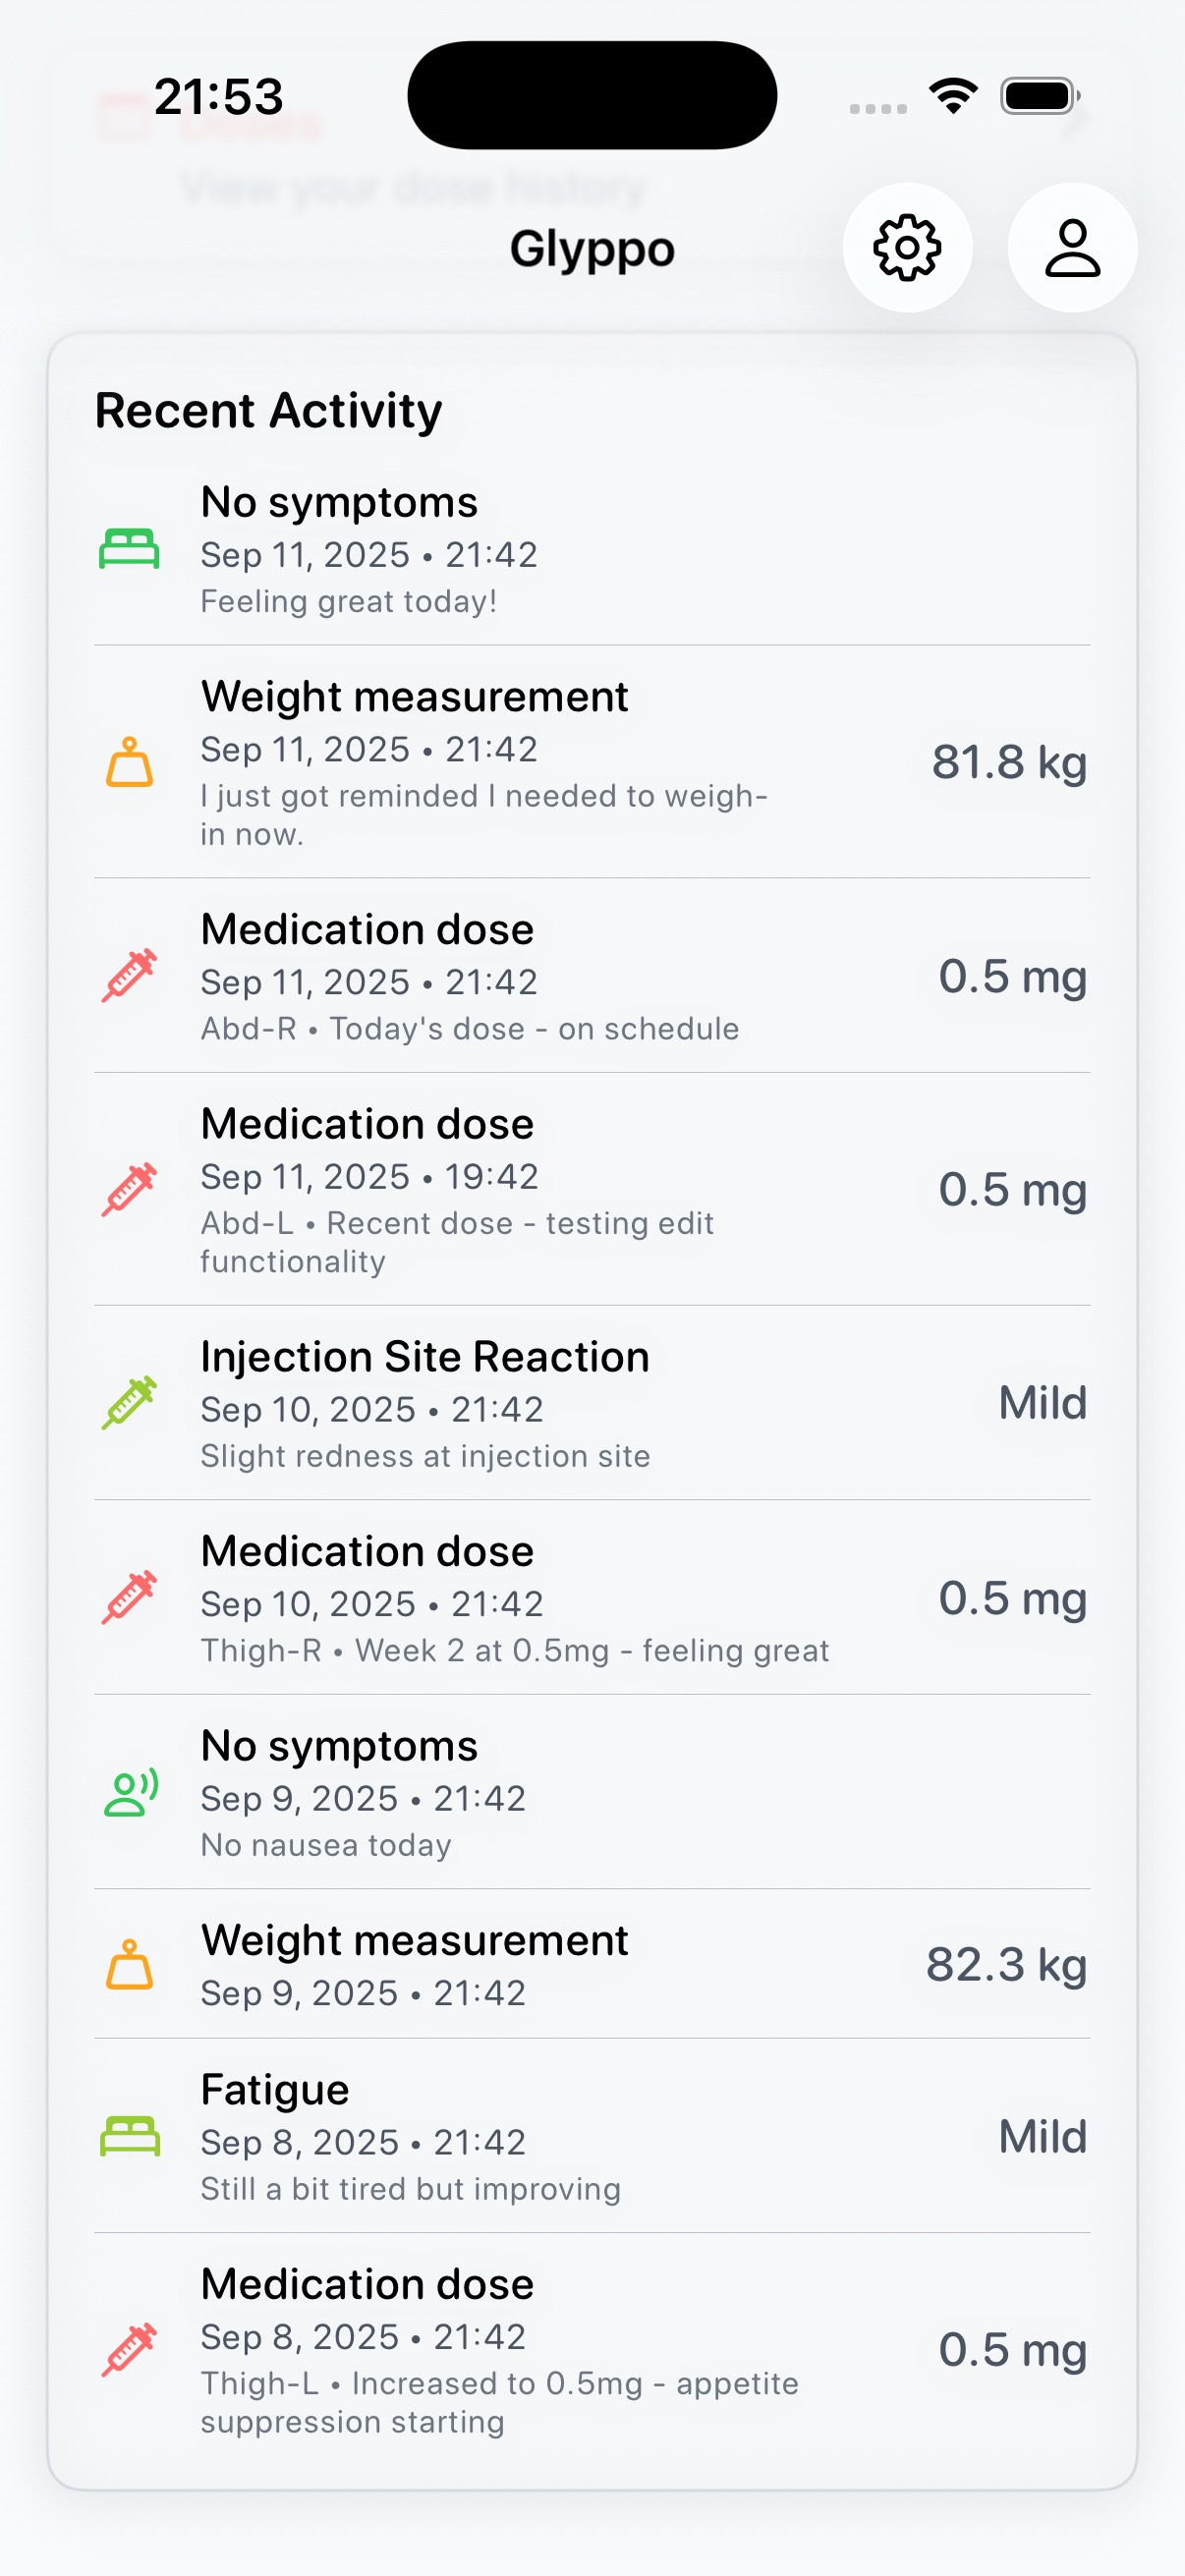 21:53
Doses
View your dose history
Glyppo
Recent Activity
No symptoms
Sep 11, 2025 • 21:42
Feeling great today!
Weight measurement
Sep 11, 2025 • 21:42
I just got reminded I needed to weigh-
in now.
81.8 kg
Medication dose
Sep 11, 2025 • 21:42
Abd-R • Today's dose - on schedule
0.5 mg
Medication dose
Sep 11, 2025 • 19:42
Abd-L • Recent dose - testing edit
functionality
0.5 mg
Injection Site Reaction
Sep 10, 2025 • 21:42
Slight redness at injection site
Mild
Medication dose
Sep 10, 2025 • 21:42
Thigh-R • Week 2 at 0.5mg - feeling great
0.5 mg
No symptoms
Sep 9, 2025 • 21:42
No nausea today
Weight measurement
Sep 9, 2025 • 21:42
82.3 kg
Fatigue
Sep 8, 2025 • 21:42
Still a bit tired but improving
Mild
Medication dose
Sep 8, 2025 • 21:42
Thigh-L • Increased to 0.5mg - appetite
suppression starting
0.5 mg